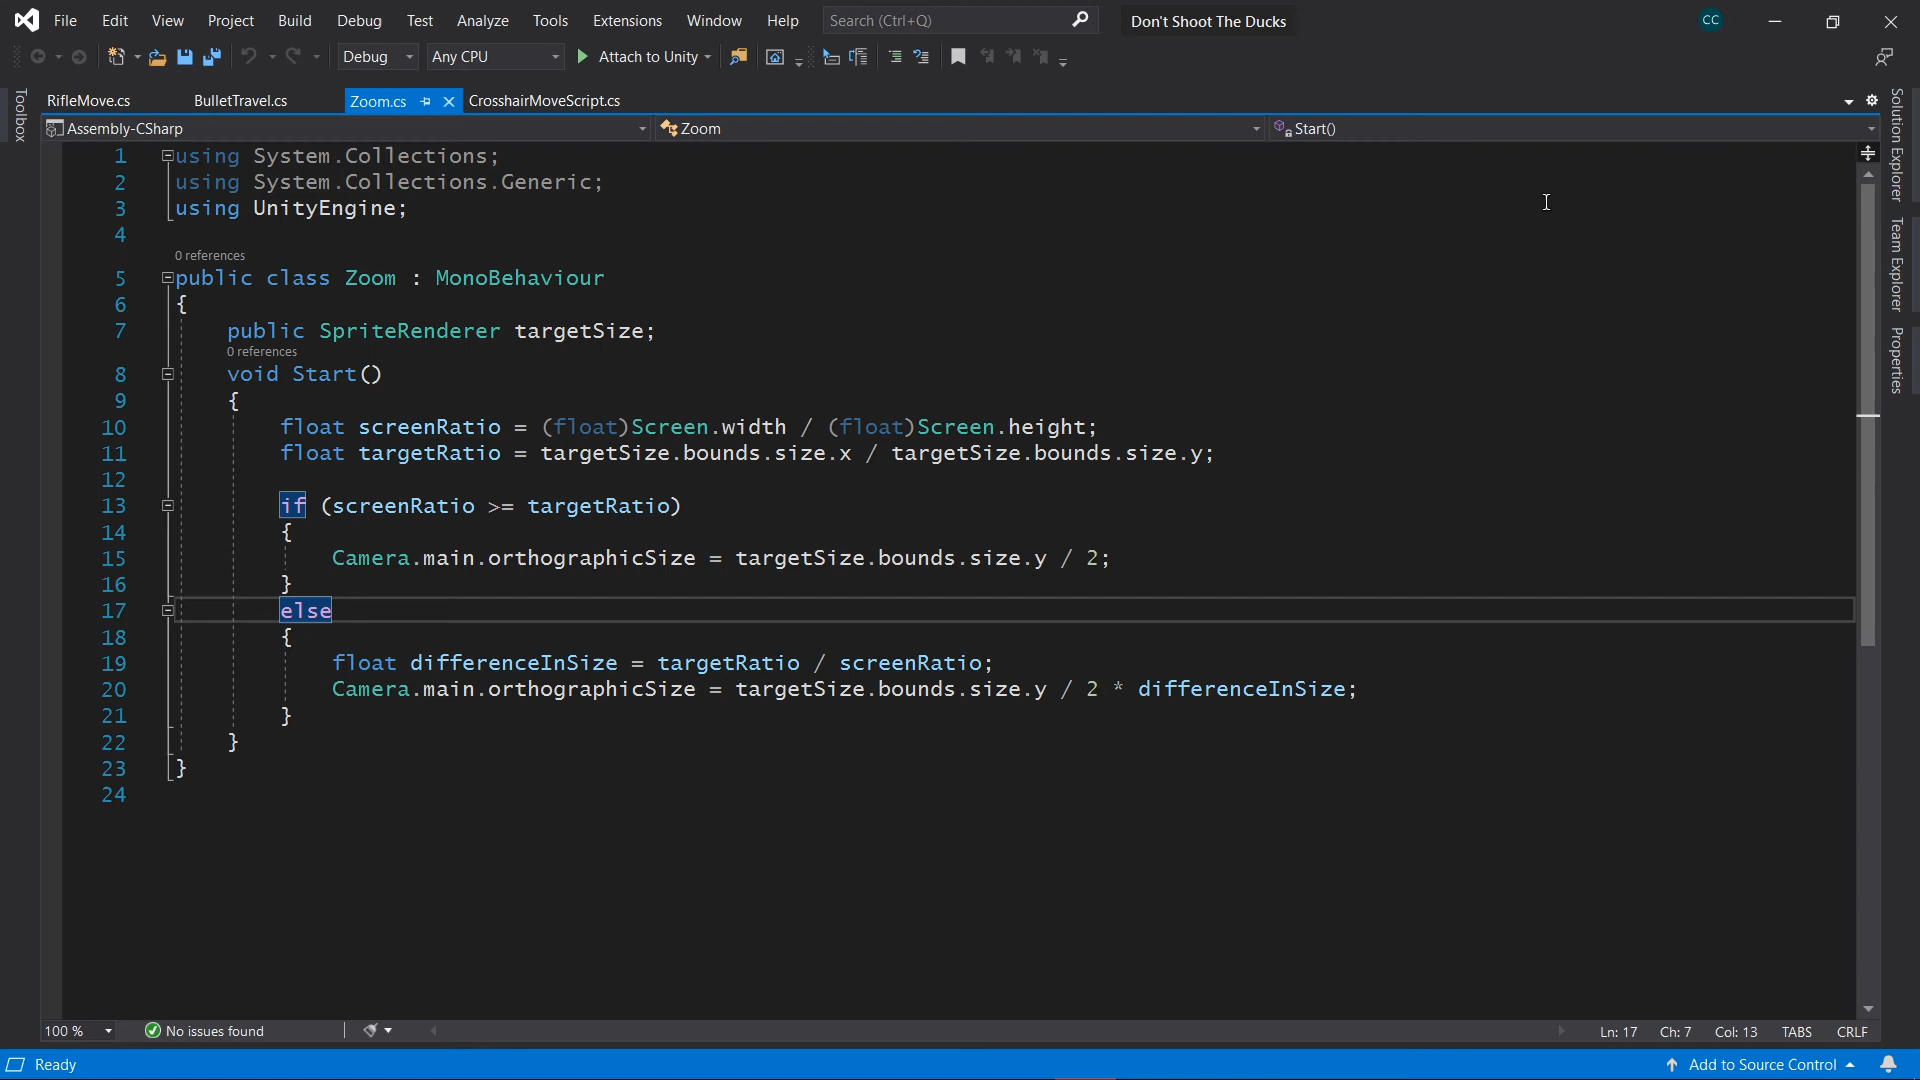 File Edit View Project Build Debug Test Analyze Tools Extensions Window Help Search (Ctrl+Q) Don't Shoot The Ducks CC
Debug Any CPU Attach to Unity
Toolbox
RifleMove.cs BulletTravel.cs Zoom.cs CrosshairMoveScript.cs
Assembly-CSharp Zoom Start()
1 using System.Collections;
2 using System.Collections.Generic;
3 using UnityEngine;
4
0 references
5 public class Zoom : MonoBehaviour
6 {
7 public SpriteRenderer targetSize;
0 references
8 void Start()
9 {
10 float screenRatio = (float)Screen.width / (float)Screen.height;
11 float targetRatio = targetSize.bounds.size.x / targetSize.bounds.size.y;
12
13 if (screenRatio >= targetRatio)
14 {
15 Camera.main.orthographicSize = targetSize.bounds.size.y / 2;
16 }
17 else
18 {
19 float differenceInSize = targetRatio / screenRatio;
20 Camera.main.orthographicSize = targetSize.bounds.size.y / 2 * differenceInSize;
21 }
22 }
23 }
24
Solution Explorer
Team Explorer
Properties
100 % No issues found Ln: 17 Ch: 7 Col: 13 TABS CRLF
Ready Add to Source Control